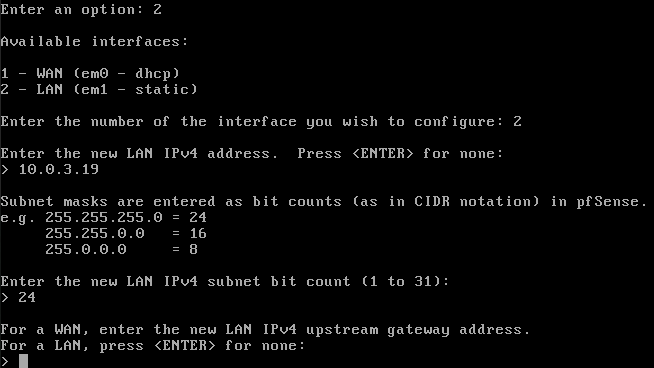 Enter an option: 2
Available interfaces:
1 - WAN (em0 - dhcp)
2 - LAN (em1 - static)
Enter the number of the interface you wish to configure: 2
Enter the new LAN IPv4 address.  Press <ENTER> for none:
> 10.0.3.19
Subnet masks are entered as bit counts (as in CIDR notation) in pfSense.
e.g. 255.255.255.0 = 24
     255.255.0.0   = 16
     255.0.0.0     = 8
Enter the new LAN IPv4 subnet bit count (1 to 31):
> 24
For a WAN, enter the new LAN IPv4 upstream gateway address.
For a LAN, press <ENTER> for none:
>